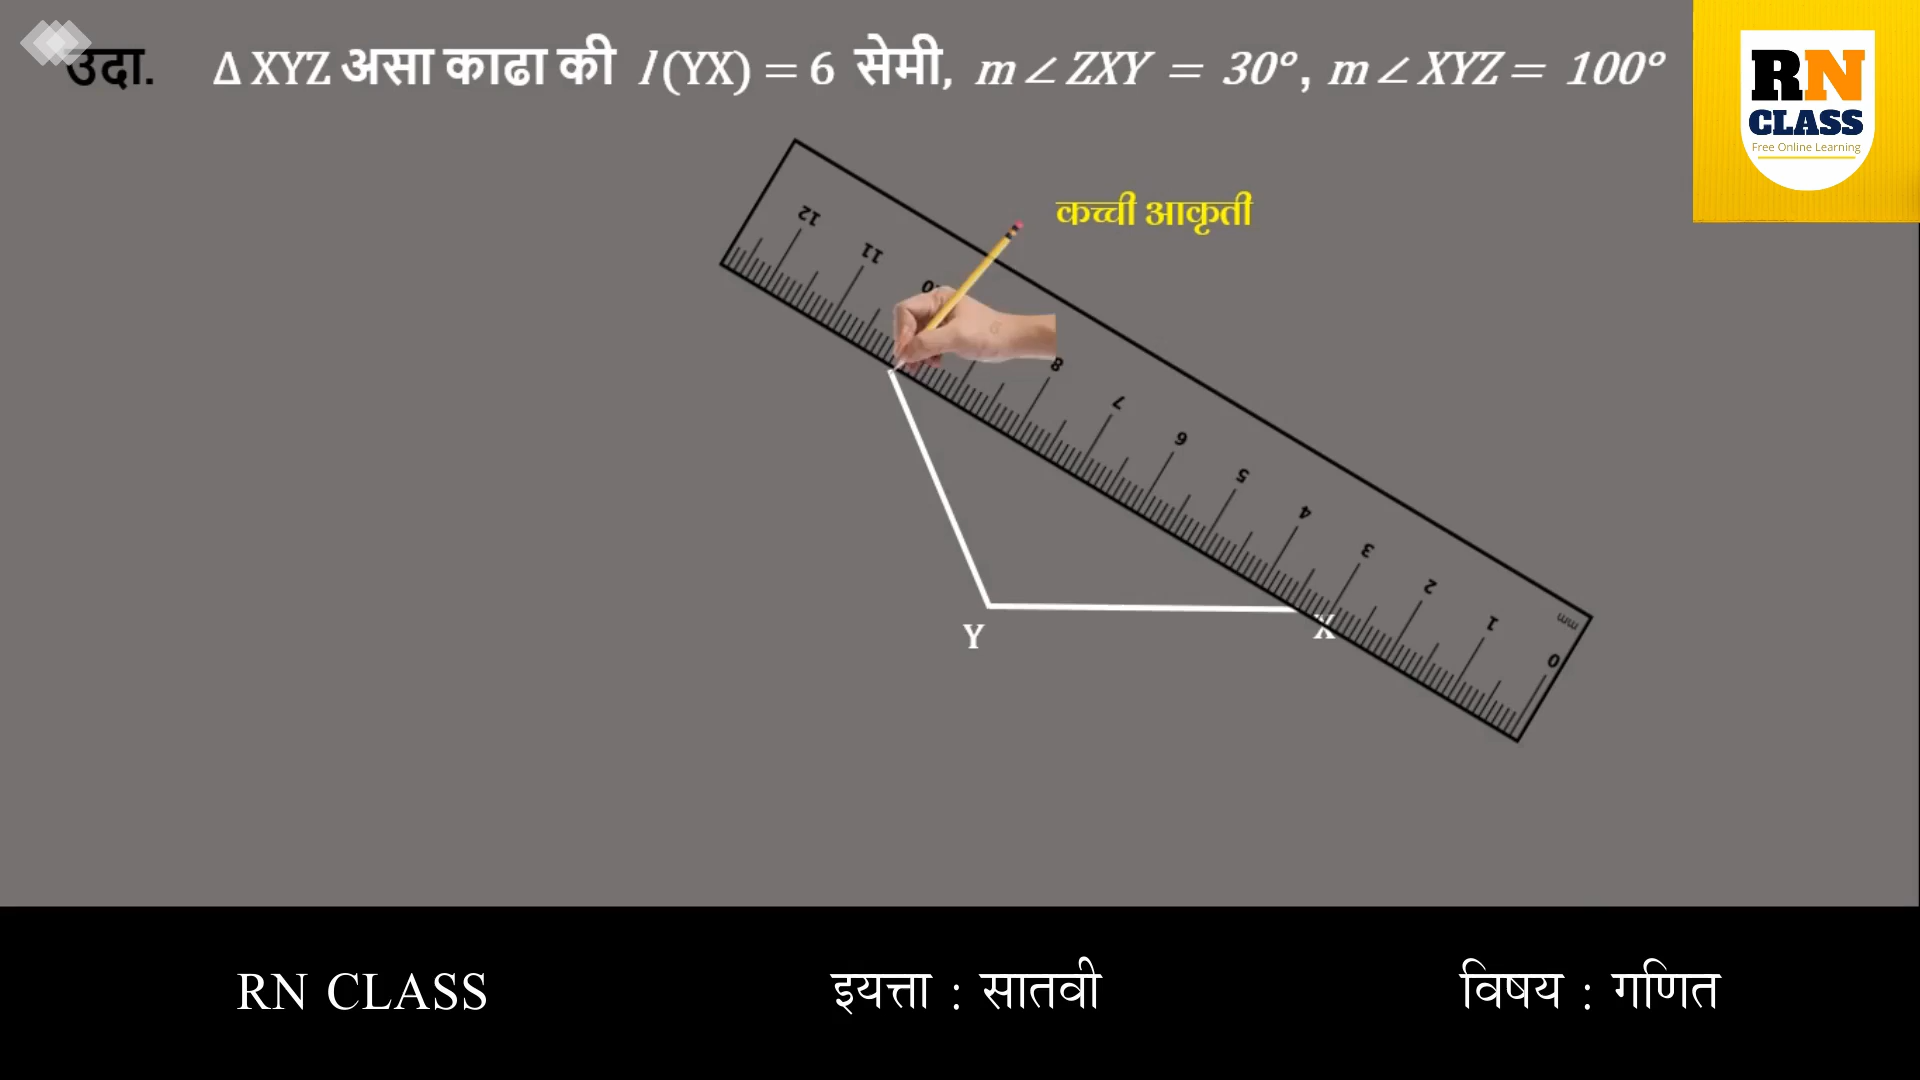 उदा. Δ XYZ असा काढा की l(YX) = 6 सेमी, m∠ZXY = 30°, m∠XYZ = 100°
RN
CLASS
Free Online Learning
कच्ची आकृती
12
11
8
7
6
5
4
3
2
1
0
mm
Y
X
RN CLASS
इयत्ता : सातवी
विषय : गणित